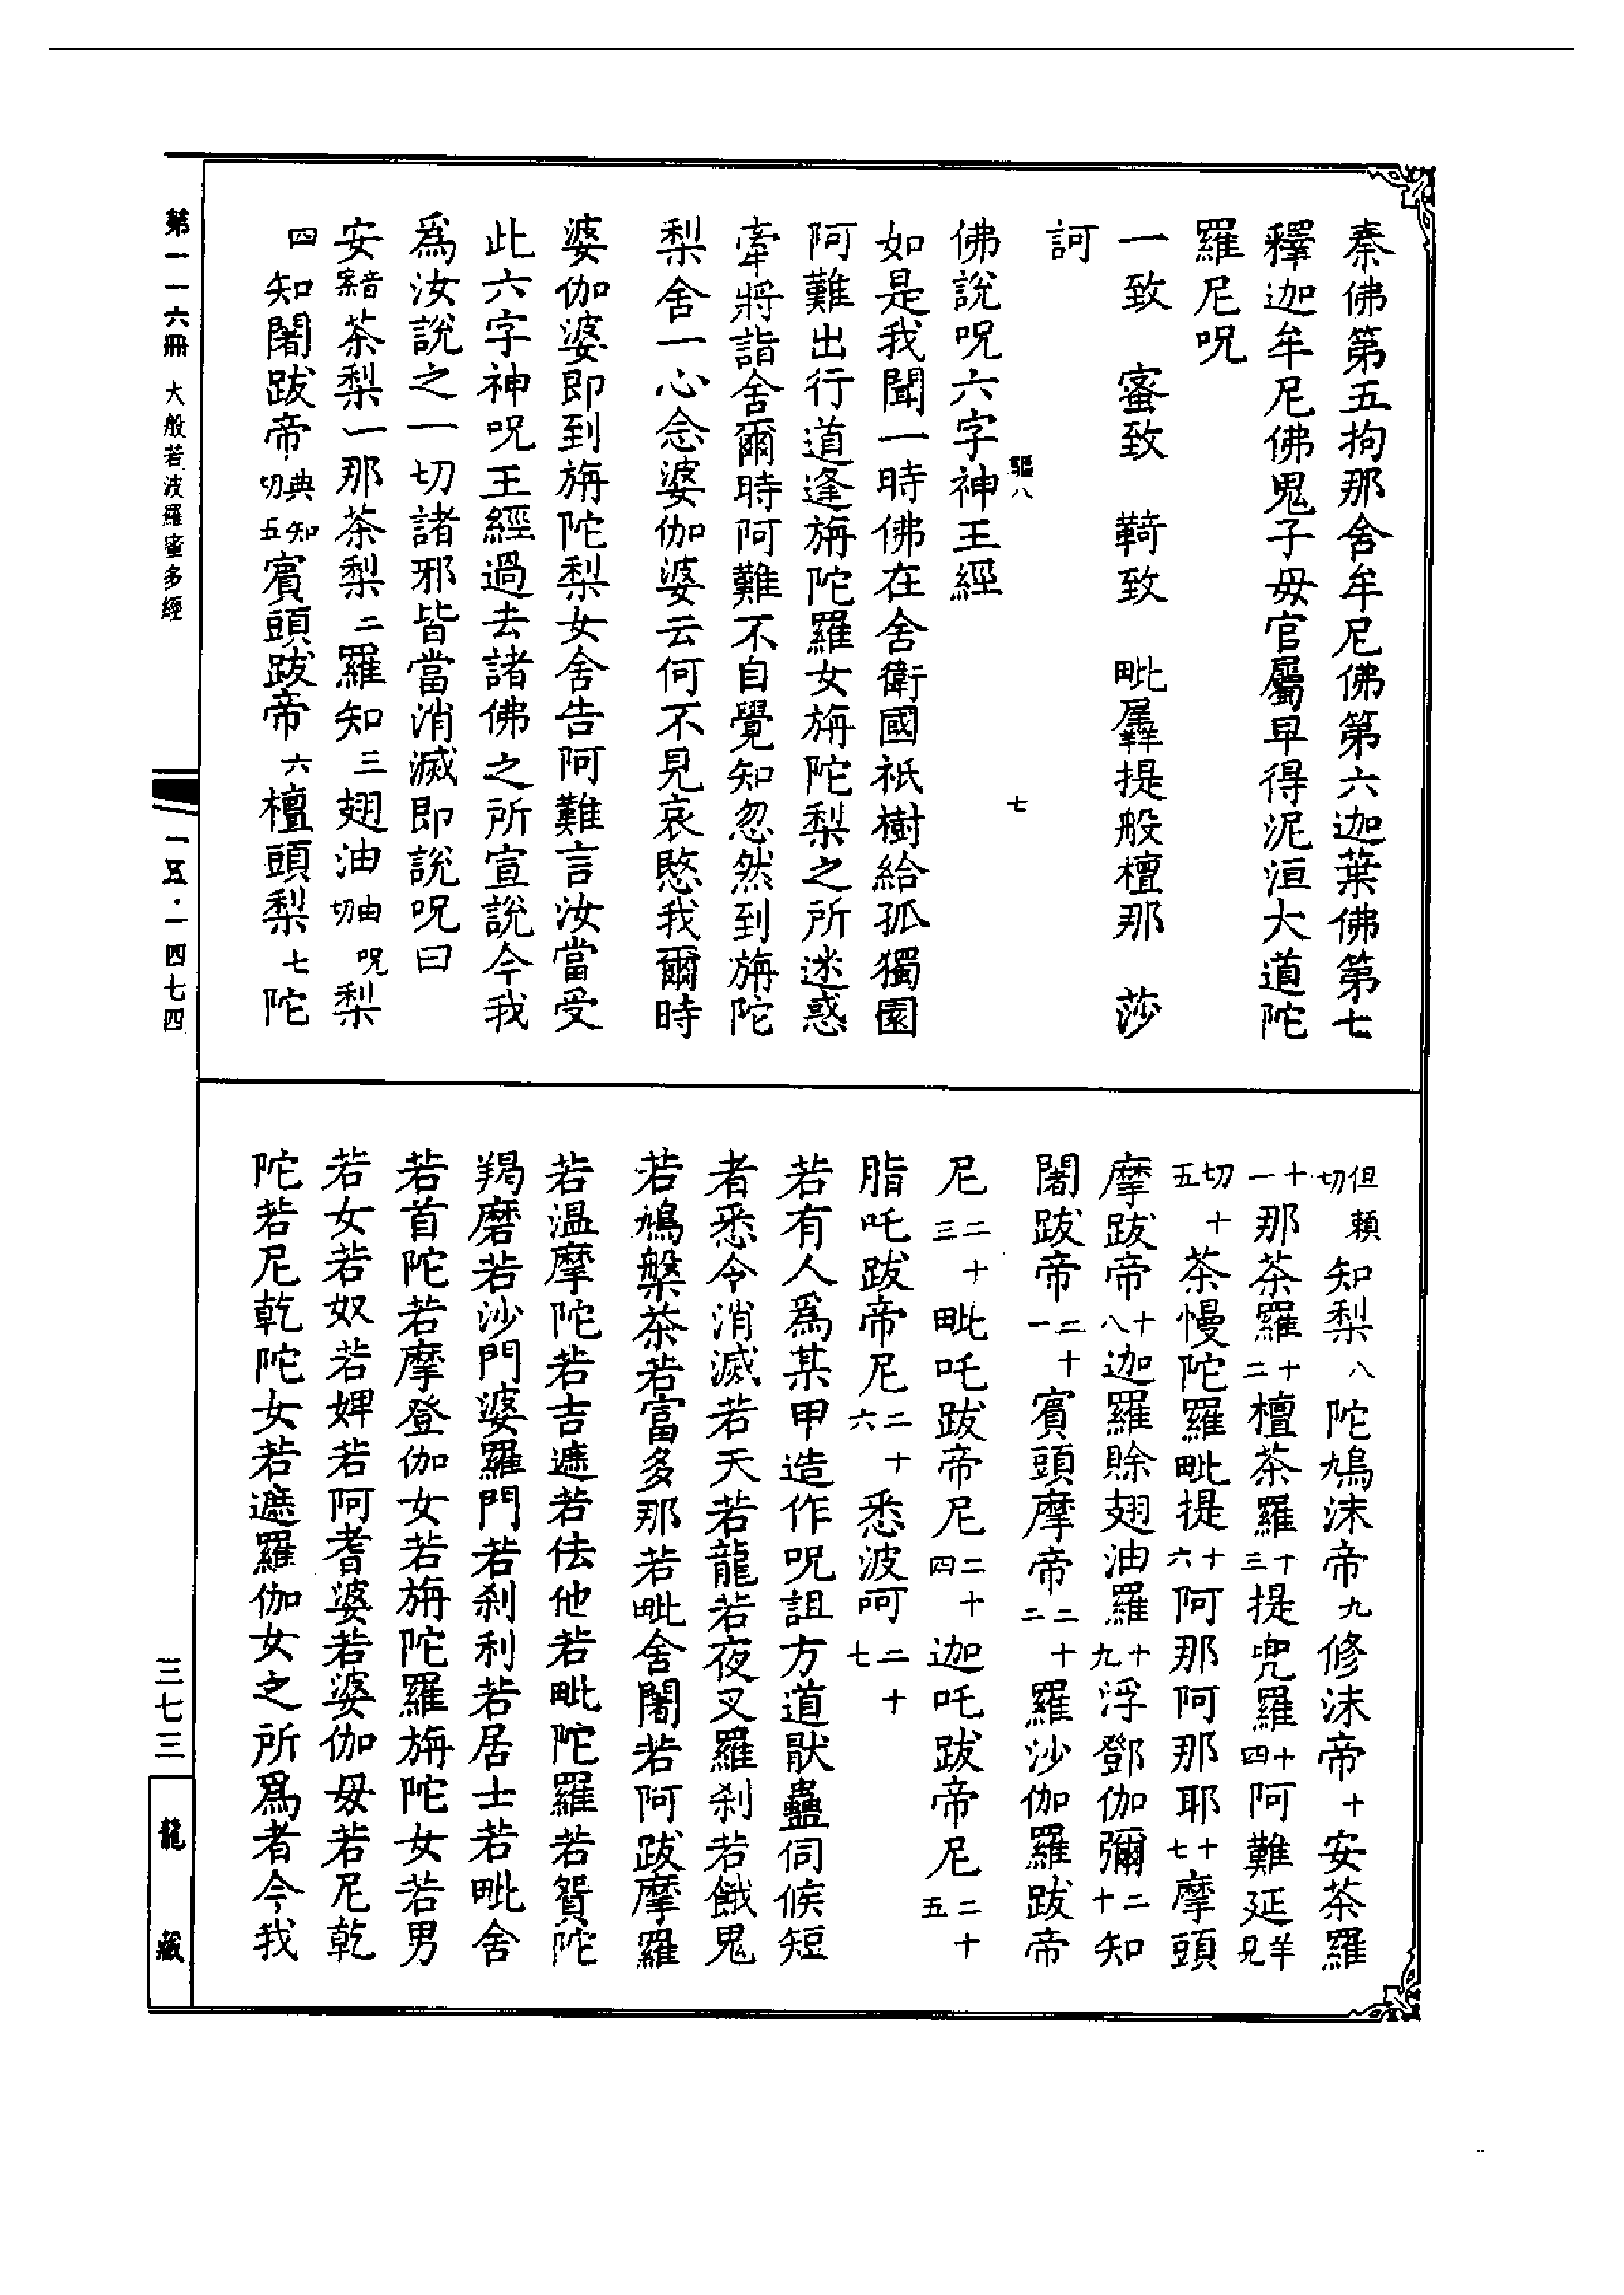 秦佛第五拘那舍牟尼佛第六迦葉佛第七
釋迦牟尼佛鬼子毋官屬早得泥洹大道陀
羅尼呪
一致　蜜致　鞯致　毗羼提般檀那　莎
訶
驅八　七
佛說呪六字神王經
如是我聞一時佛在舍衛國祇樹給孤獨園
阿難出行道逢旃陀羅女旃陀梨之所迷惑
牽將詣舍爾時阿難不自覺知忽然到旃陀
梨舍一心念婆伽婆云何不見哀愍我爾時
婆伽婆即到旃陀梨女舍告阿難言汝當受
此六字神呪王經過去諸佛之所宣說今我
爲汝說之一切諸邪皆當消滅即說呪曰
安音案茶梨一那茶梨二羅知三翅油由切呪梨
四知闍跋帝典知切五賓頭跋帝六檀頭梨七陀
但賴切知梨八陀鳩沫帝九修沫帝十安茶羅
十一那茶羅十二檀茶羅十三提兜羅十四阿難延羊見
切十五茶慢陀羅毗提十六阿那阿那耶十七摩頭
摩跋帝十八迦羅賒翅油羅十九浮鄧伽彌二十知
闍跋帝二十一賓頭摩帝二十二羅沙伽羅跋帝
尼二十三毗吒跋帝尼二十四迦吒跋帝尼二十五
脂吒跋帝尼二十六悉波呵二十七
若有人爲某甲造作呪詛方道猒蠱伺候短
者悉令消滅若天若龍若夜叉羅刹若餓鬼
若鳩槃茶若富多那若毗舍闍若阿跋摩羅
若溫摩陀若吉遮若佉他若毗陀羅若貿陀
羯磨若沙門婆羅門若刹利若居士若毗舍
若首陀若摩登伽女若旃陀羅旃陀女若男
若女若奴若婢若阿耆婆若婆伽毋若尼乾
陀若尼乾陀女若遮羅伽女之所爲者今我
第一一六冊　大般若波羅蜜多經
一五·一四七四
三七三
龍藏